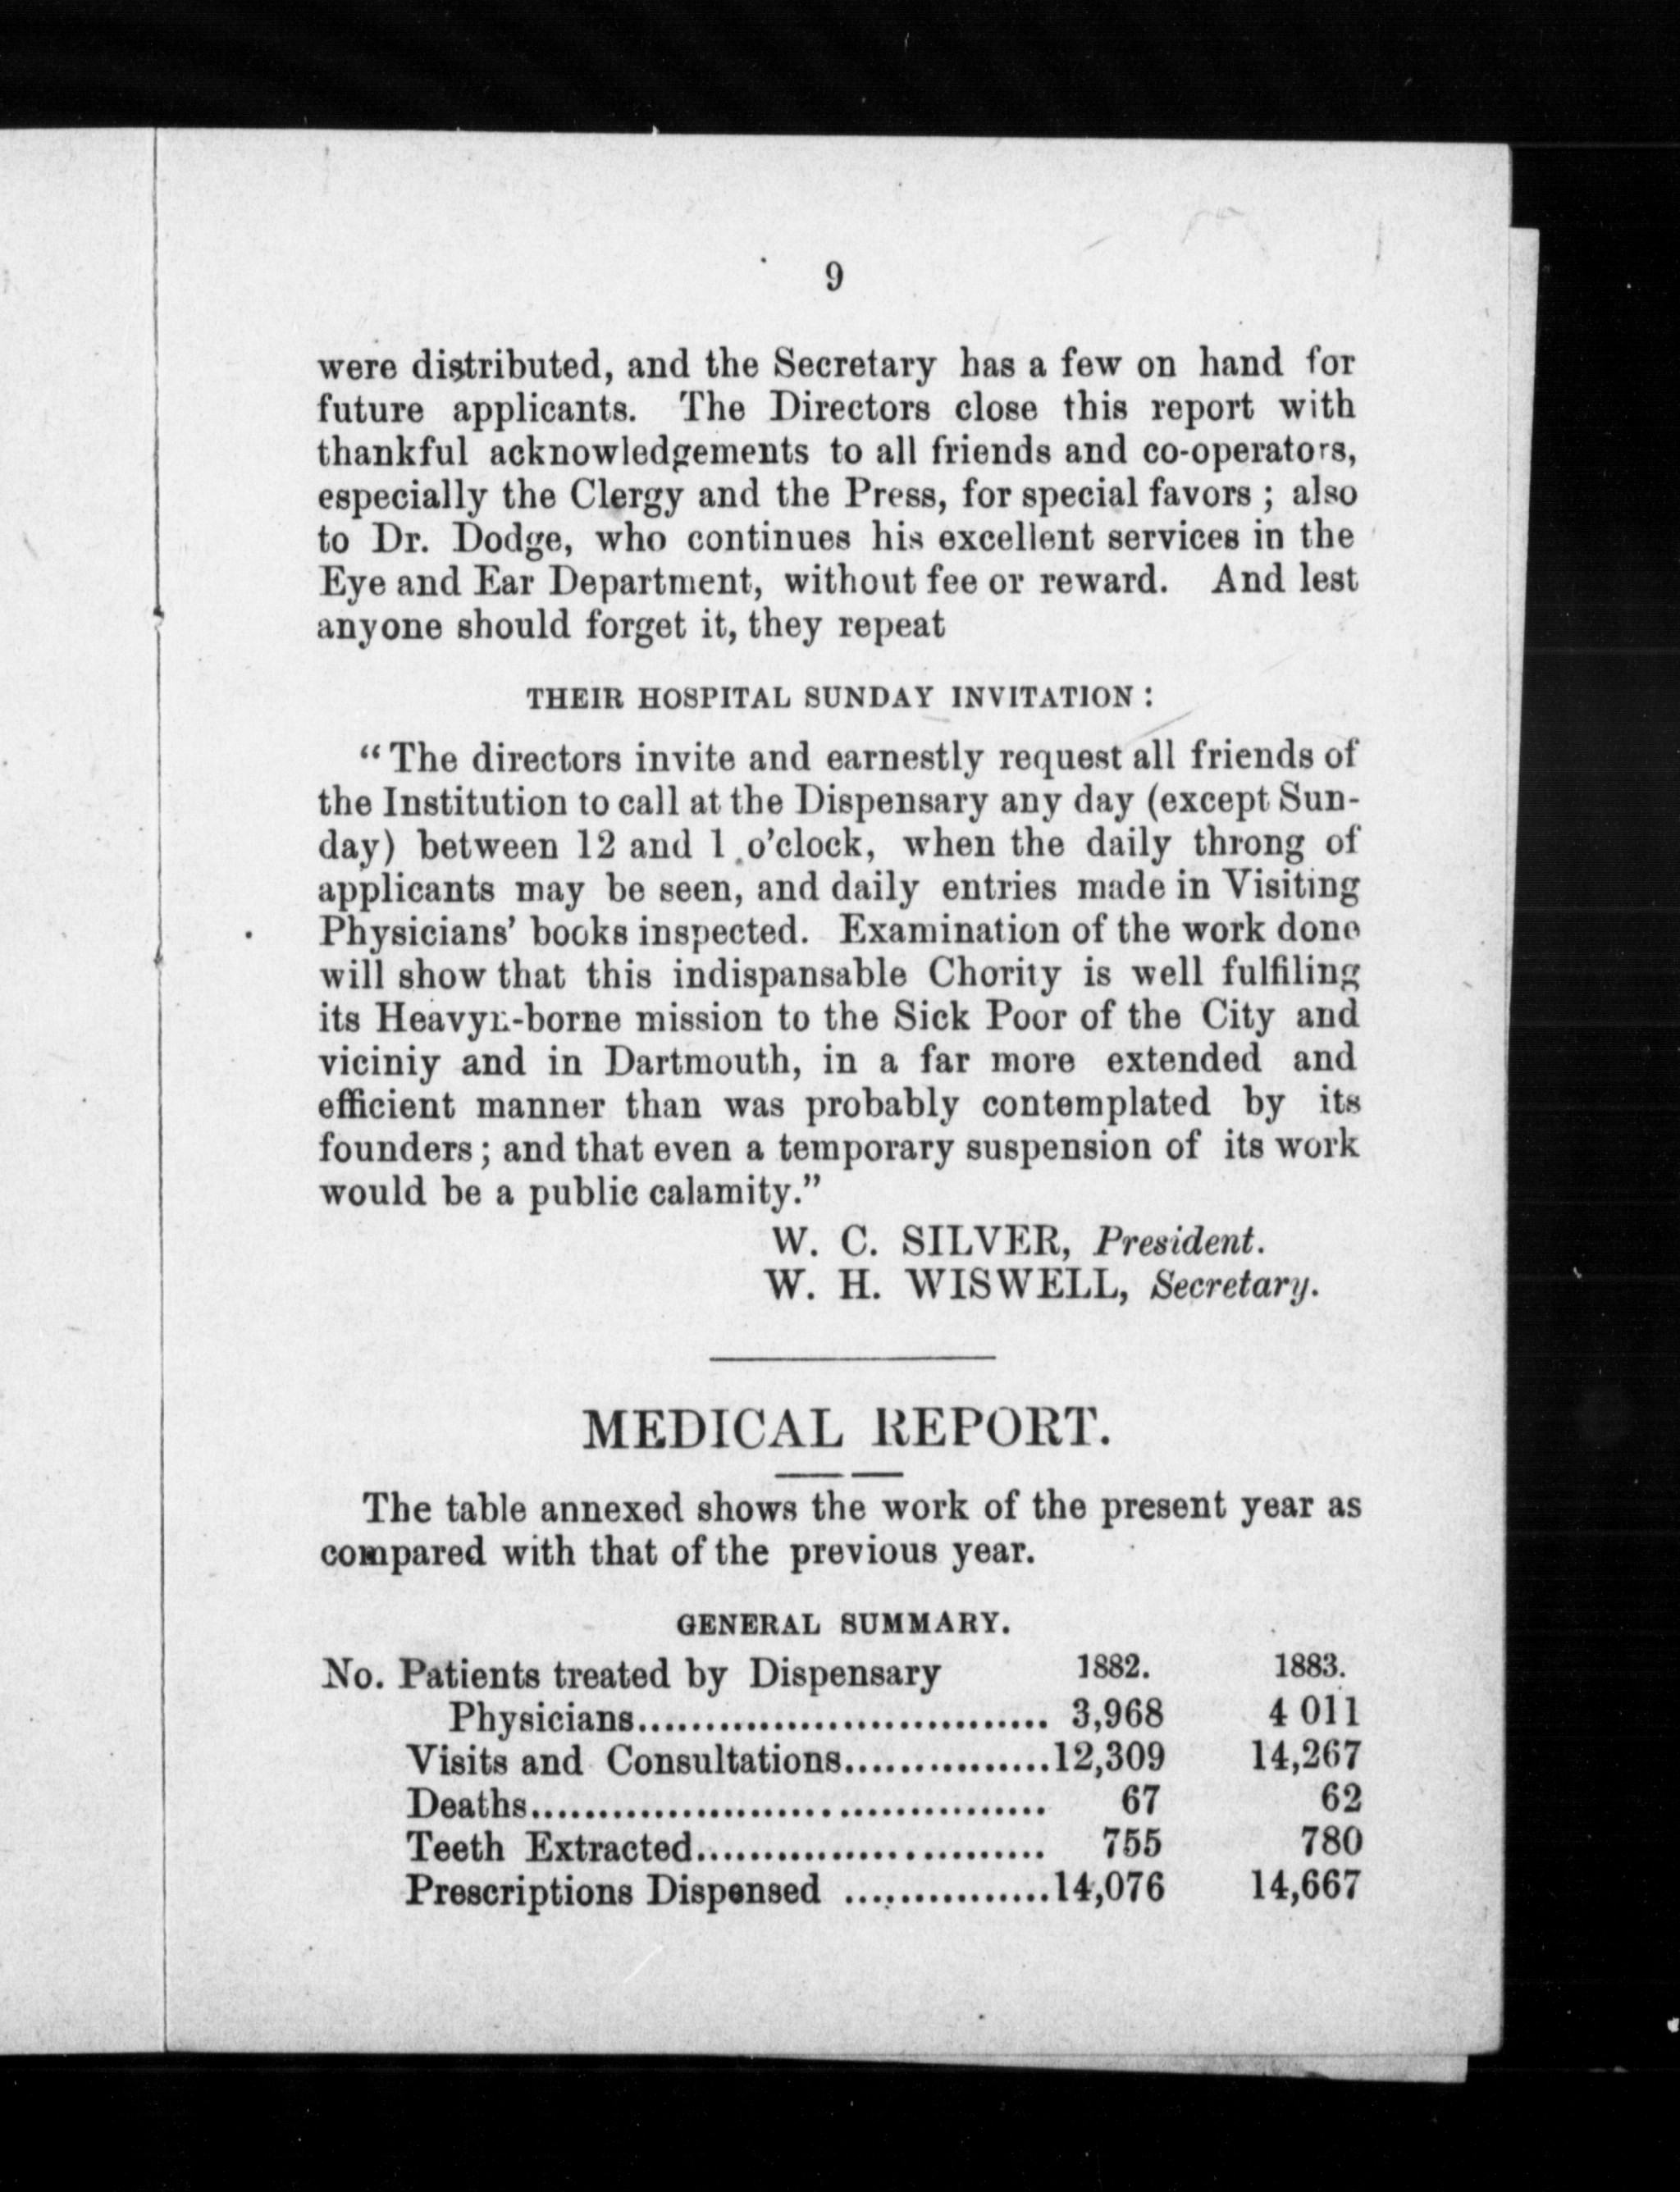 9
were distributed, and the Secretary has a few on hand for
future applicants. The Directors close this report with
thankful acknowledgements to all friends and co-operators,
especially the Clergy and the Press, for special favors ; also
to Dr. Dodge, who continues his excellent services in the
Eye and Ear Department, without fee or reward. And lest
anyone should forget it, they repeat
THEIR HOSPITAL SUNDAY INVITATION :
“ The directors invite and earnestly request all friends of
the Institution to call at the Dispensary any day (except Sun-
day) between 12 and 1 o'clock, when the daily throng of
applicants may be seen, and daily entries made in Visiting
Physicians' books inspected. Examination of the work done
will show that this indispansable Chority is well fulfiling
its Heavyn-borne mission to the Sick Poor of the City and
viciniy and in Dartmouth, in a far more extended and
efficient manner than was probably contemplated by its
founders ; and that even a temporary suspension of its work
would be a public calamity.”
W. C. SILVER, President.
W. H. WISWELL, Secretary.
MEDICAL REPORT.
The table annexed shows the work of the present year as
compared with that of the previous year.
GENERAL SUMMARY.
No. Patients treated by Dispensary 1882. 1883.
Physicians.............................. 3,968 4 011
Visits and Consultations...............12,309 14,267
Deaths...................................... 67 62
Teeth Extracted.......................... 755 780
Prescriptions Dispensed ...............14,076 14,667